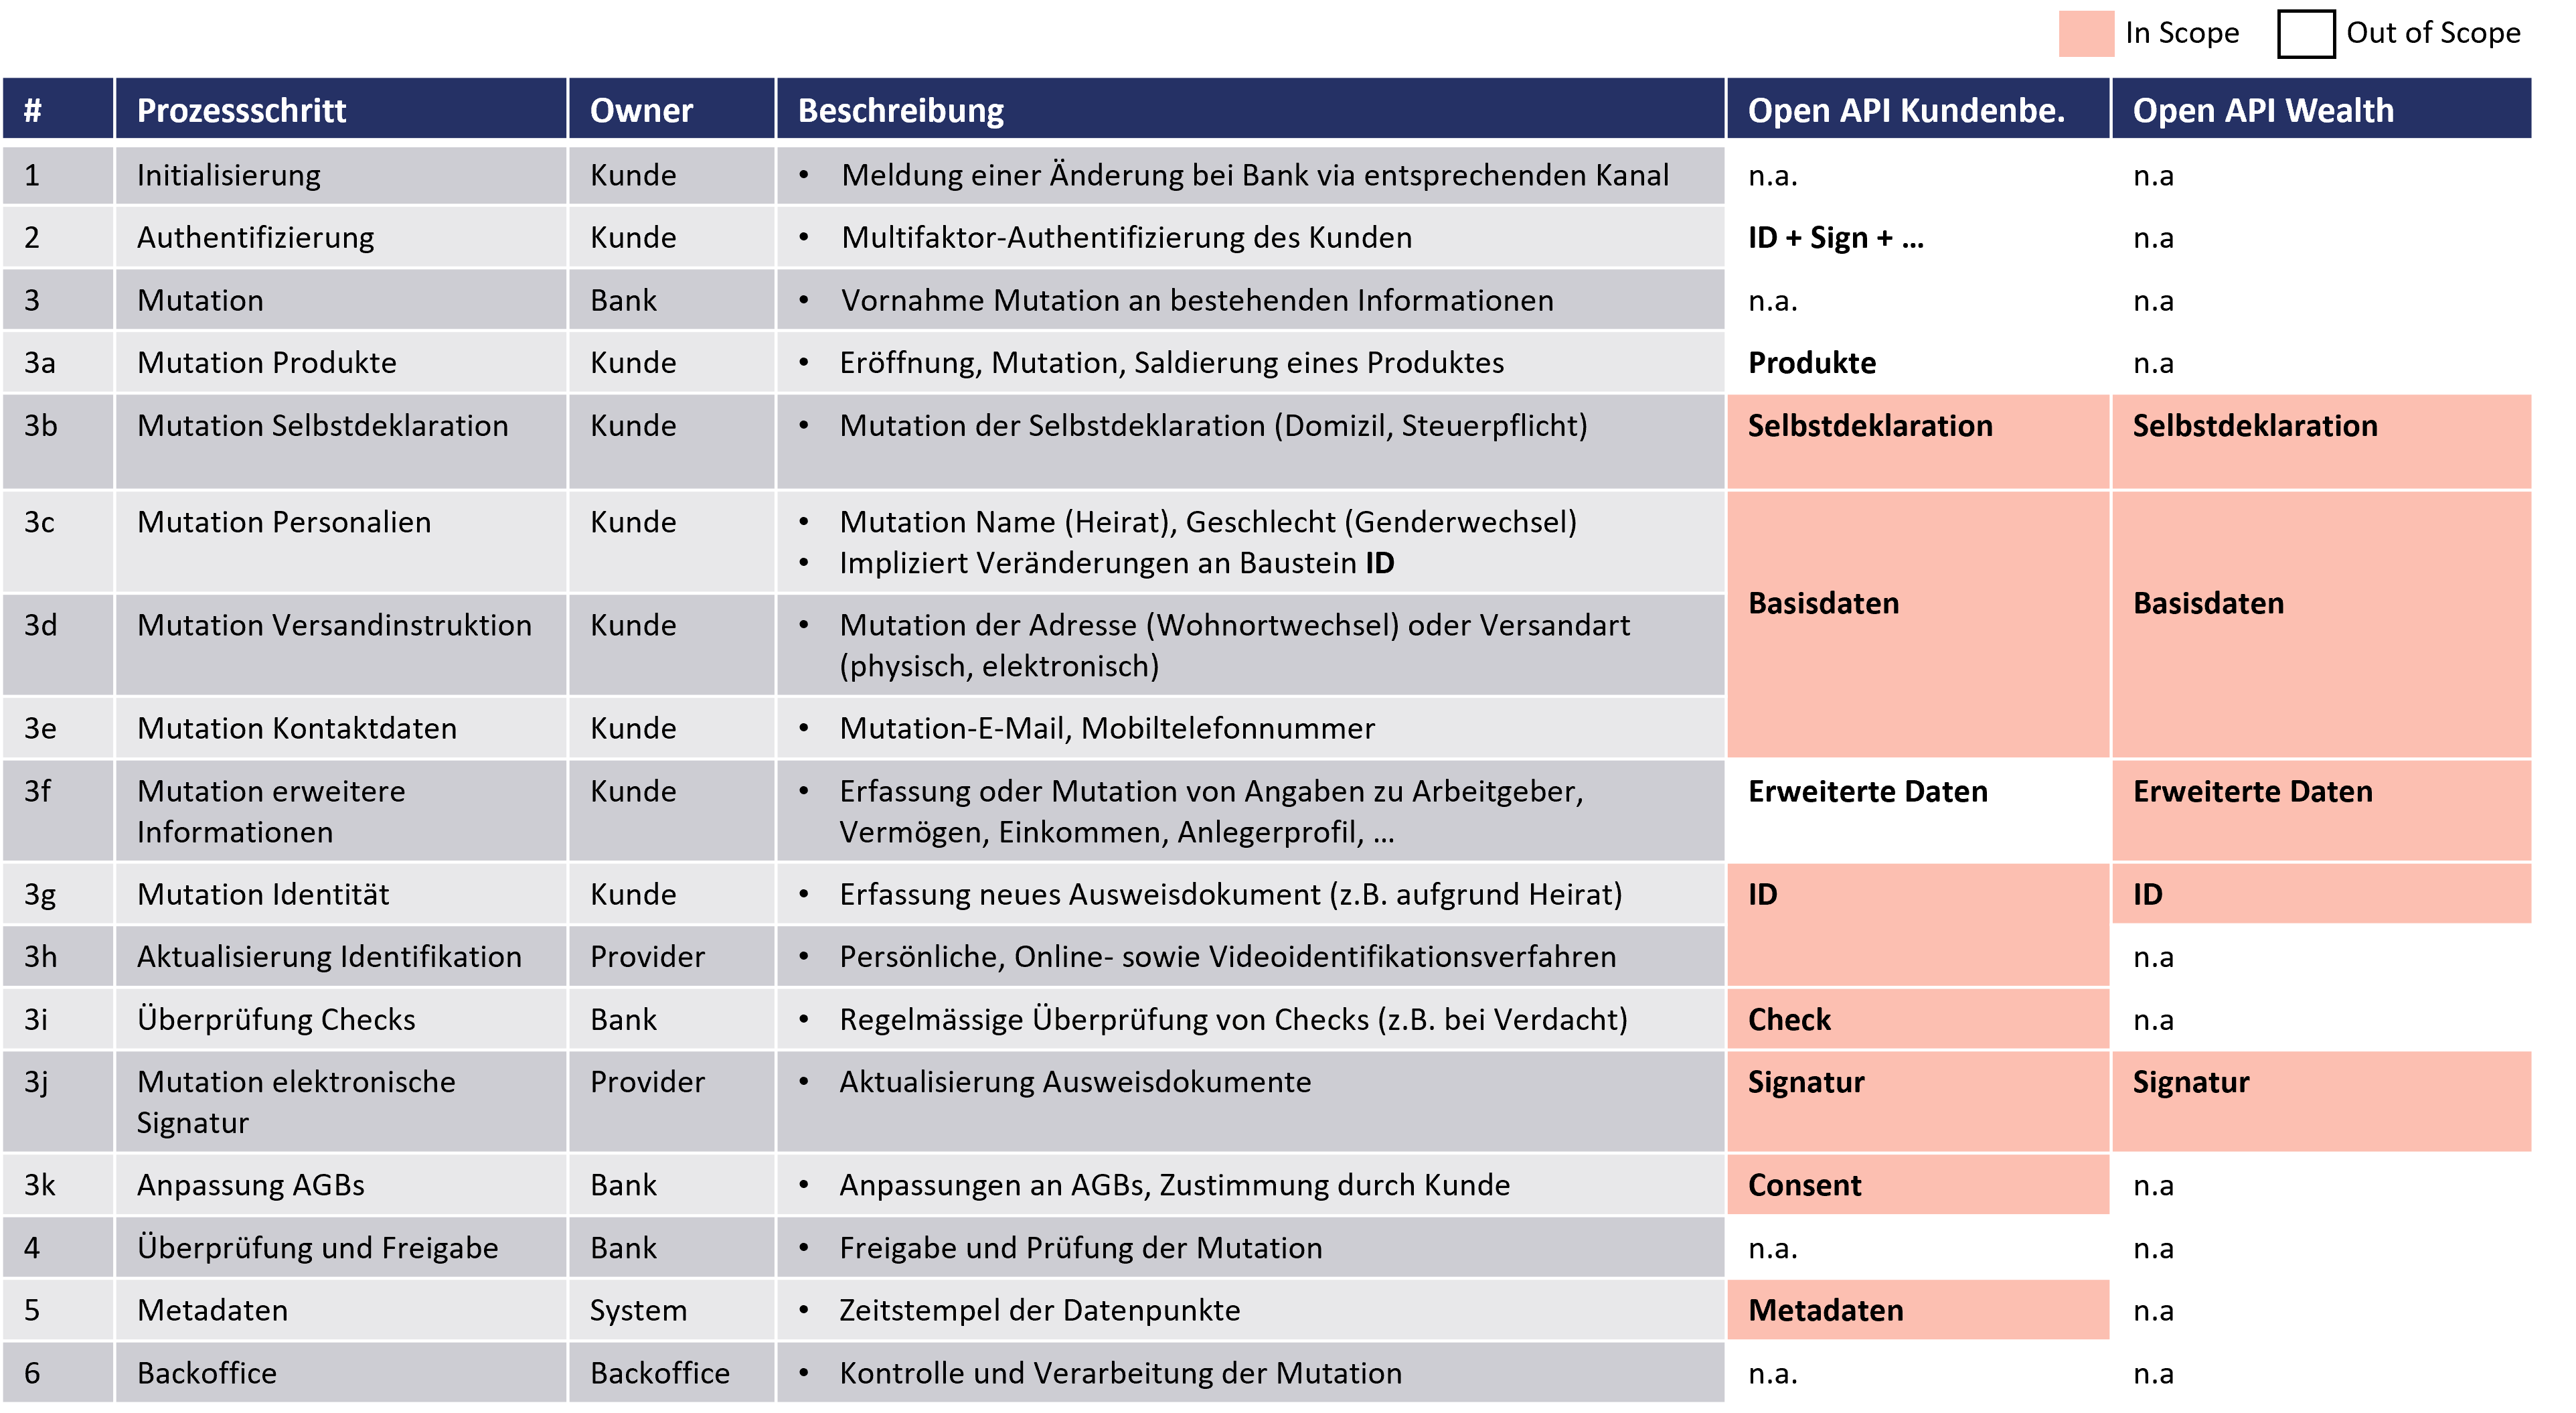 In Scope Out of Scope
# Prozessschritt Owner Beschreibung Open API Kundenbe. Open API Wealth
1 Initialisierung Kunde • Meldung einer Änderung bei Bank via entsprechenden Kanal n.a. n.a
2 Authentifizierung Kunde • Multifaktor-Authentifizierung des Kunden ID + Sign + ... n.a
3 Mutation Bank • Vornahme Mutation an bestehenden Informationen n.a. n.a
3a Mutation Produkte Kunde • Eröffnung, Mutation, Saldierung eines Produktes Produkte n.a
3b Mutation Selbstdeklaration Kunde • Mutation der Selbstdeklaration (Domizil, Steuerpflicht) Selbstdeklaration Selbstdeklaration
3c Mutation Personalien Kunde • Mutation Name (Heirat), Geschlecht (Genderwechsel)
• Impliziert Veränderungen an Baustein ID
Basisdaten Basisdaten
3d Mutation Versandinstruktion Kunde • Mutation der Adresse (Wohnortwechsel) oder Versandart
(physisch, elektronisch)
3e Mutation Kontaktdaten Kunde • Mutation-E-Mail, Mobiltelefonnummer
3f Mutation erweitere Kunde • Erfassung oder Mutation von Angaben zu Arbeitgeber, Erweiterte Daten Erweiterte Daten
Informationen Vermögen, Einkommen, Anlegerprofil, ...
3g Mutation Identität Kunde • Erfassung neues Ausweisdokument (z.B. aufgrund Heirat) ID ID
3h Aktualisierung Identifikation Provider • Persönliche, Online- sowie Videoidentifikationsverfahren n.a
3i Überprüfung Checks Bank • Regelmässige Überprüfung von Checks (z.B. bei Verdacht) Check n.a
3j Mutation elektronische Provider • Aktualisierung Ausweisdokumente Signatur Signatur
Signatur
3k Anpassung AGBs Bank • Anpassungen an AGBs, Zustimmung durch Kunde Consent n.a
4 Überprüfung und Freigabe Bank • Freigabe und Prüfung der Mutation n.a. n.a
5 Metadaten System • Zeitstempel der Datenpunkte Metadaten n.a
6 Backoffice Backoffice • Kontrolle und Verarbeitung der Mutation n.a. n.a